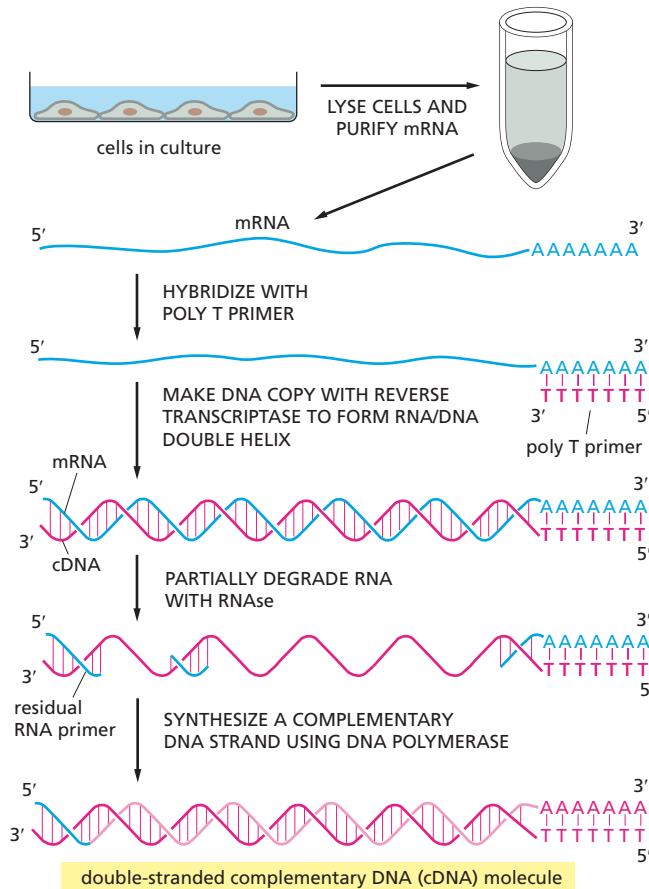 LYSE CELLS AND
PURIFY mRNA
cells in culture
mRNA
5′ 3′
AAAAAAA
HYBRIDIZE WITH
POLY T PRIMER
5′ 3′
AAAAAAA
TTTTTTT
3′ 5′
MAKE DNA COPY WITH REVERSE
TRANSCRIPTASE TO FORM RNA/DNA
DOUBLE HELIX
poly T primer
mRNA
5′ 3′
AAAAAAA
3′ TTTTTTT
cDNA 5′
PARTIALLY DEGRADE RNA
WITH RNAse
5′ 3′
AAAAAAA
3′ TTTTTTT
5′
residual
RNA primer
SYNTHESIZE A COMPLEMENTARY
DNA STRAND USING DNA POLYMERASE
5′ 3′
AAAAAAA
3′ TTTTTTT
5′
double-stranded complementary DNA (cDNA) molecule